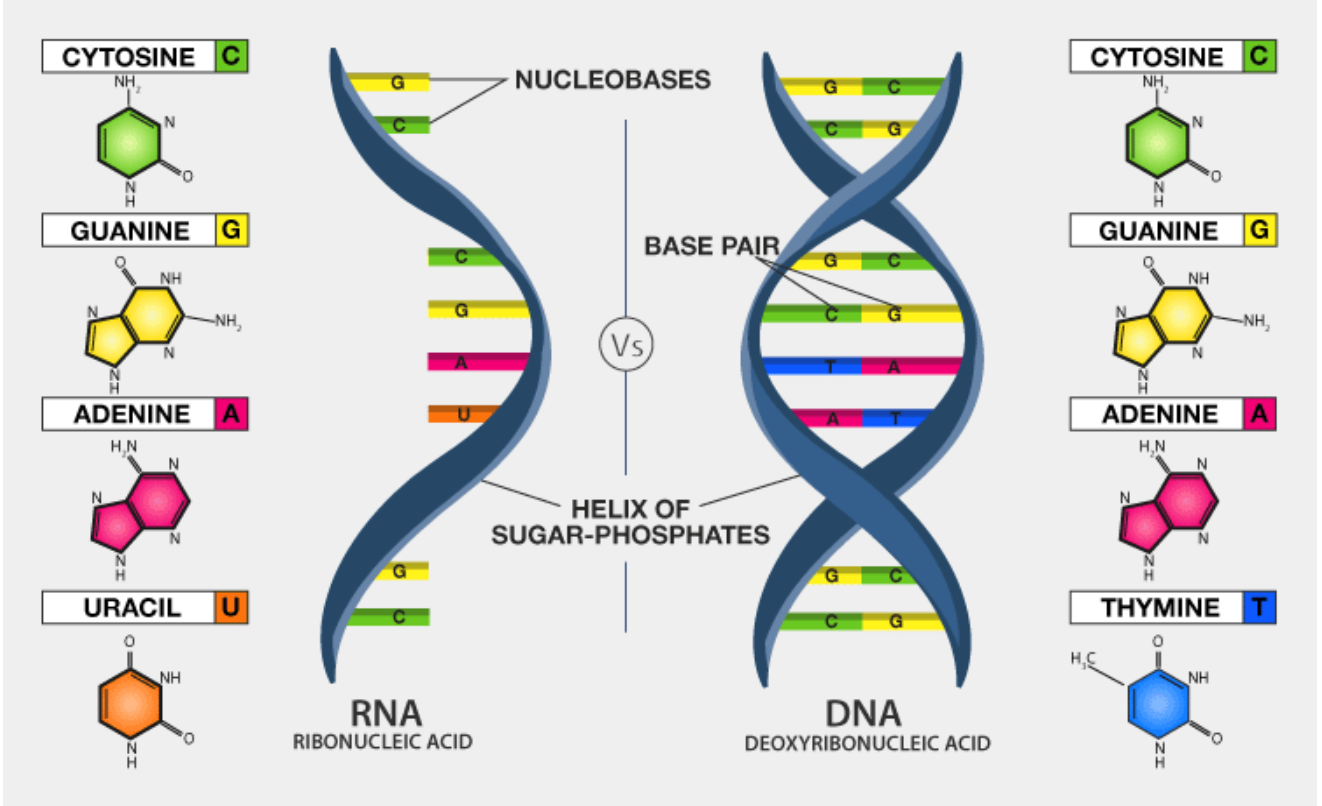 CYTOSINE C
NH2
N
O
N
H
GUANINE G
O
NH
N
NH2
N
N
H
ADENINE A
H2N
N
N
N
N
H
URACIL U
O
NH
O
N
H
G
C
NUCLEOBASES
C
G
A
U
G
C
RNA
RIBONUCLEIC ACID
Vs
HELIX OF
SUGAR-PHOSPHATES
G C
C G
BASE PAIR
G C
C G
T A
A T
G C
C G
DNA
DEOXYRIBONUCLEIC ACID
CYTOSINE C
NH2
N
O
N
H
GUANINE G
O
NH
N
NH2
N
N
H
ADENINE A
H2N
N
N
N
N
H
THYMINE T
O
H3C
NH
O
N
H